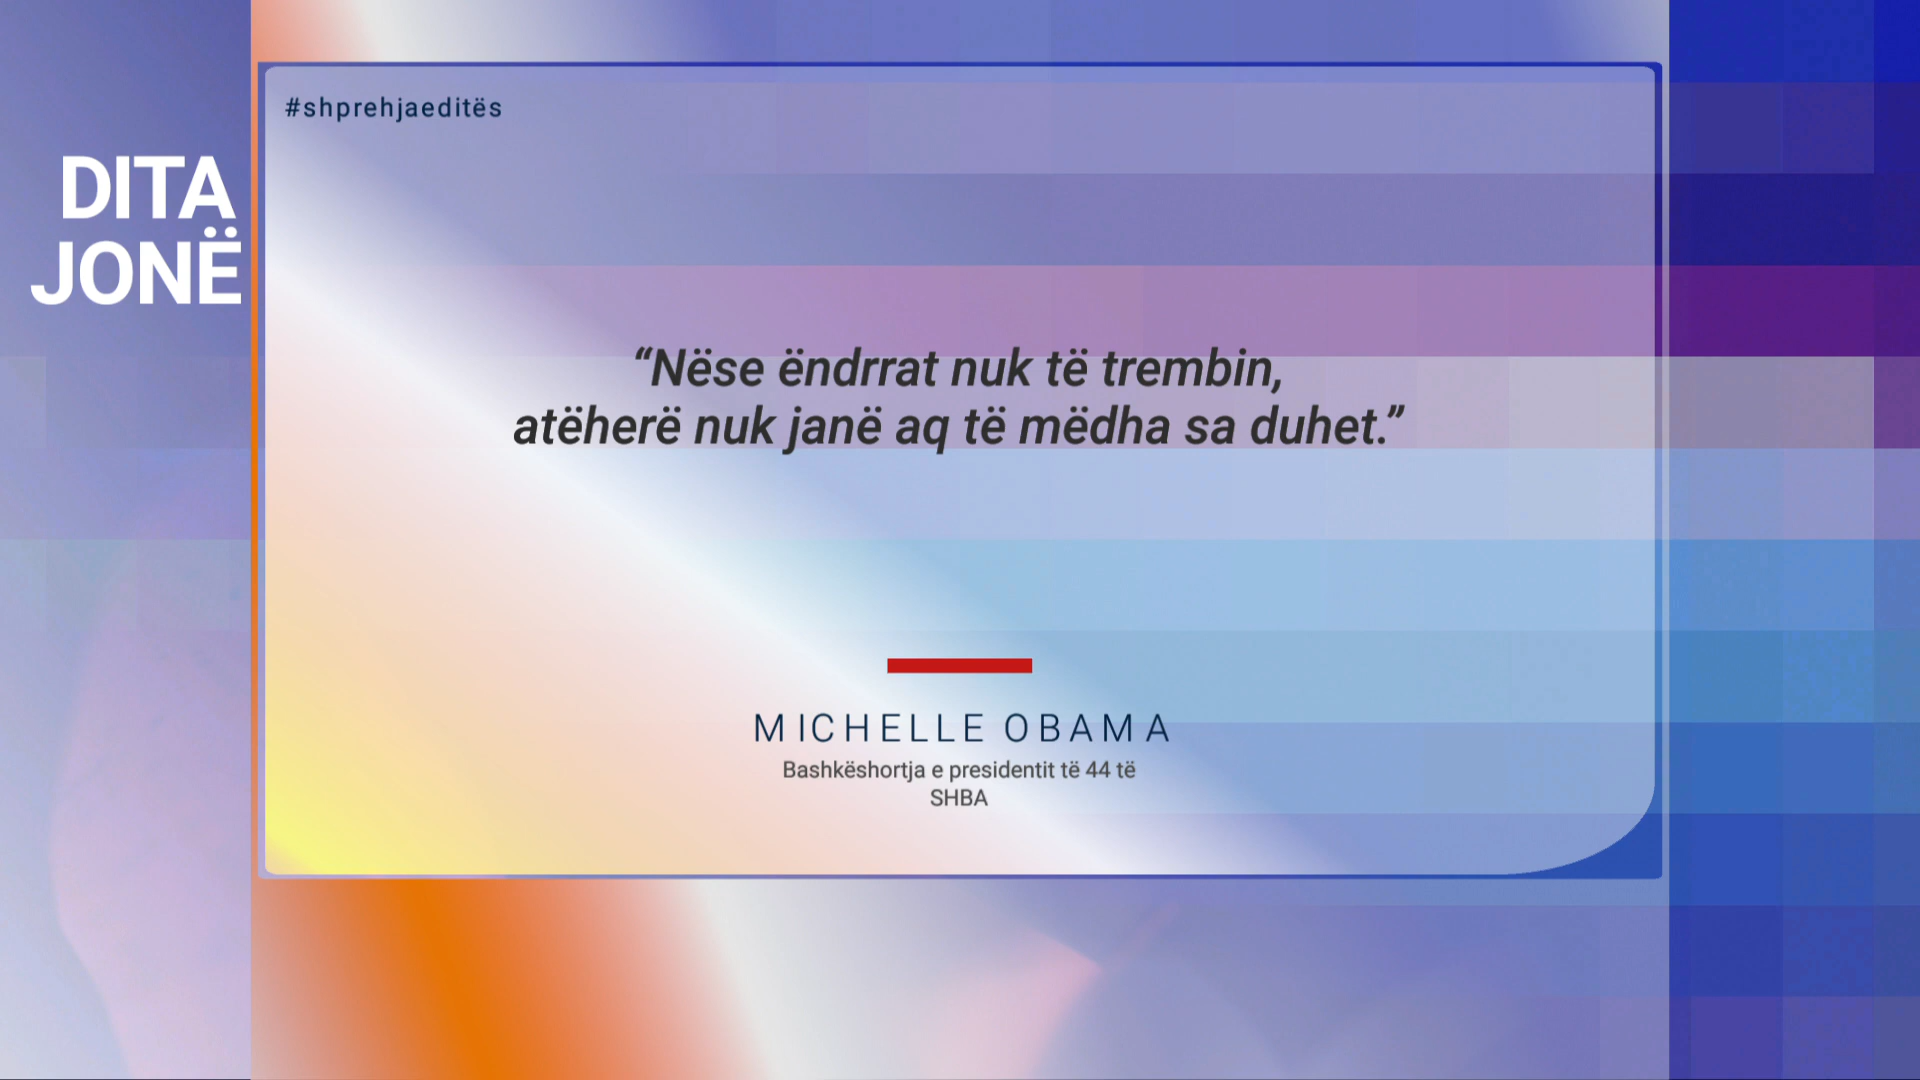 DITA
JONË
#shprehjaeditës
“Nëse ëndrrat nuk të trembin,
atëherë nuk janë aq të mëdha sa duhet.”
MICHELLE OBAMA
Bashkëshortja e presidentit të 44 të
SHBA